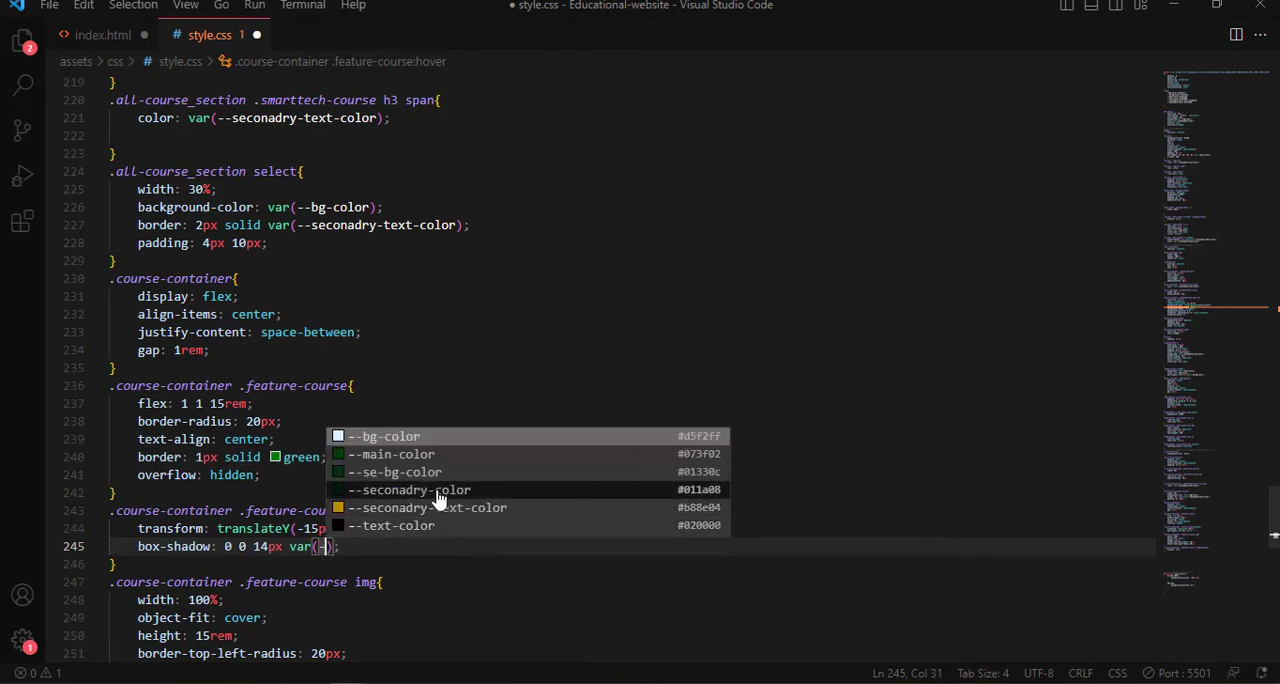 File Edit Selection View Go Run Terminal Help
● style.css - Educational-website - Visual Studio Code
index.html
# style.css 1
assets > css > # style.css > .course-container .feature-course:hover
219 }
220 .all-course_section .smarttech-course h3 span{
221 color: var(--seconadry-text-color);
222
223 }
224 .all-course_section select{
225 width: 30%;
226 background-color: var(--bg-color);
227 border: 2px solid var(--seconadry-text-color);
228 padding: 4px 10px;
229 }
230 .course-container{
231 display: flex;
232 align-items: center;
233 justify-content: space-between;
234 gap: 1rem;
235 }
236 .course-container .feature-course{
237 flex: 1 1 15rem;
238 border-radius: 20px;
239 text-align: center;
240 border: 1px solid green;
241 overflow: hidden;
242 }
243 .course-container .feature-cou
244 transform: translateY(-15p
245 box-shadow: 0 0 14px var(-);
246 }
247 .course-container .feature-course img{
248 width: 100%;
249 object-fit: cover;
250 height: 15rem;
251 border-top-left-radius: 20px;
--bg-color #d5f2ff
--main-color #073f02
--se-bg-color #01330c
--seconadry-color #011a08
--seconadry-text-color #b88e04
--text-color #020000
2
1
0 1
Ln 245, Col 31 Tab Size: 4 UTF-8 CRLF CSS Port : 5501